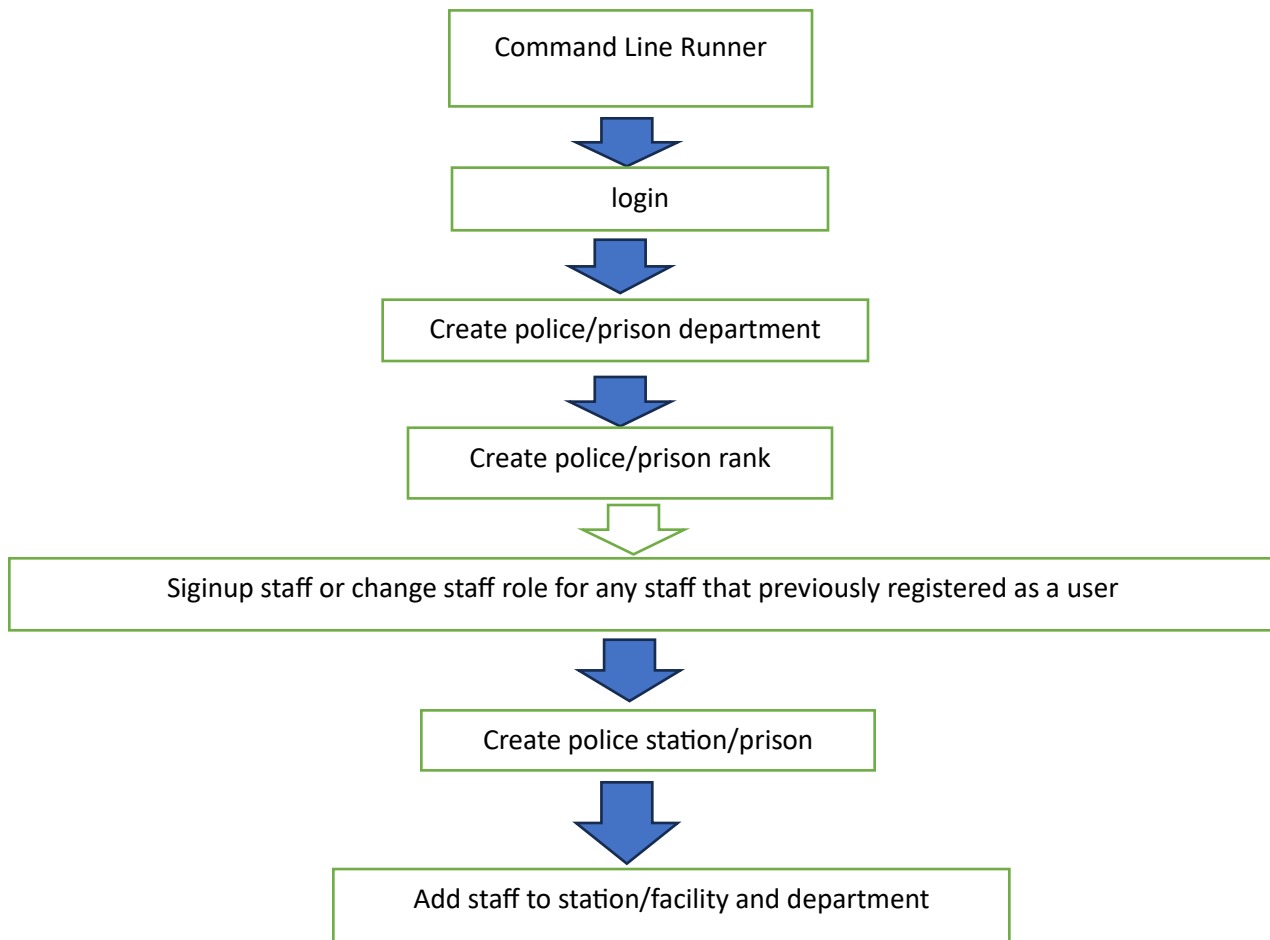 Command Line Runner
login
Create police/prison department
Create police/prison rank
Siginup staff or change staff role for any staff that previously registered as a user
Create police station/prison
Add staff to station/facility and department